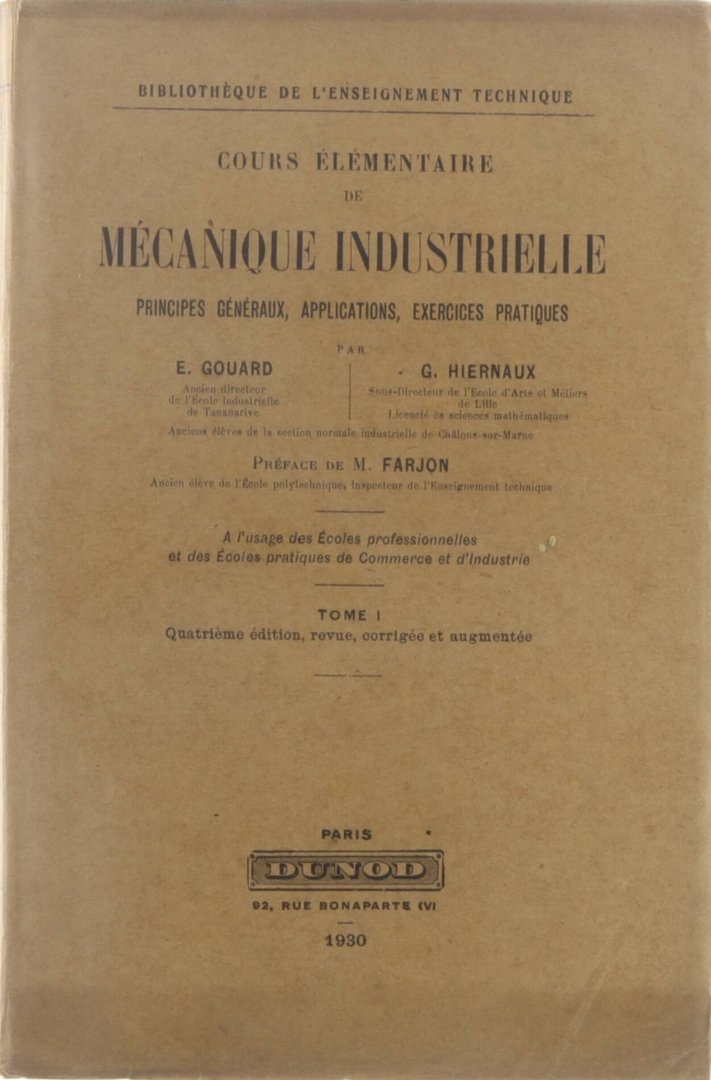 BIBLIOTHÈQUE DE L'ENSEIGNEMENT TECHNIQUE
COURS ÉLÉMENTAIRE
DE
MÉCANIQUE INDUSTRIELLE
PRINCIPES GÉNÉRAUX, APPLICATIONS, EXERCICES PRATIQUES
PAR
E. GOUARD
Ancien directeur
de l'École Industrielle
de Tananarive
G. HIERNAUX
Sous-Directeur de l'École d'Arts et Métiers
de Lille
Licencié ès sciences mathématiques
Anciens élèves de la section normale industrielle de Châlons-sur-Marne
PRÉFACE DE M. FARJON
Ancien élève de l'École polytechnique, Inspecteur de l'Enseignement technique
A l'usage des Écoles professionnelles
et des Écoles pratiques de Commerce et d'Industrie
TOME I
Quatrième édition, revue, corrigée et augmentée
PARIS
DUNOD
92, RUE BONAPARTE (VI
1930